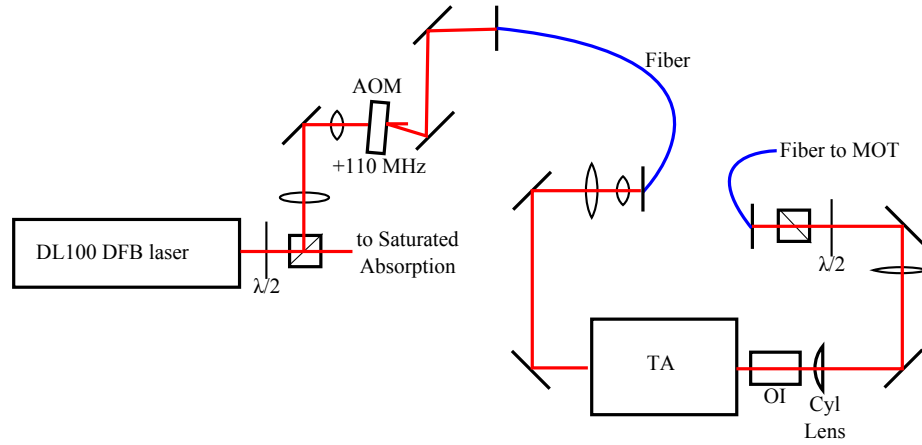 Fiber
AOM
+110 MHz
Fiber to MOT
DL100 DFB laser
to Saturated
Absorption
λ/2
λ/2
TA
OI
Cyl
Lens